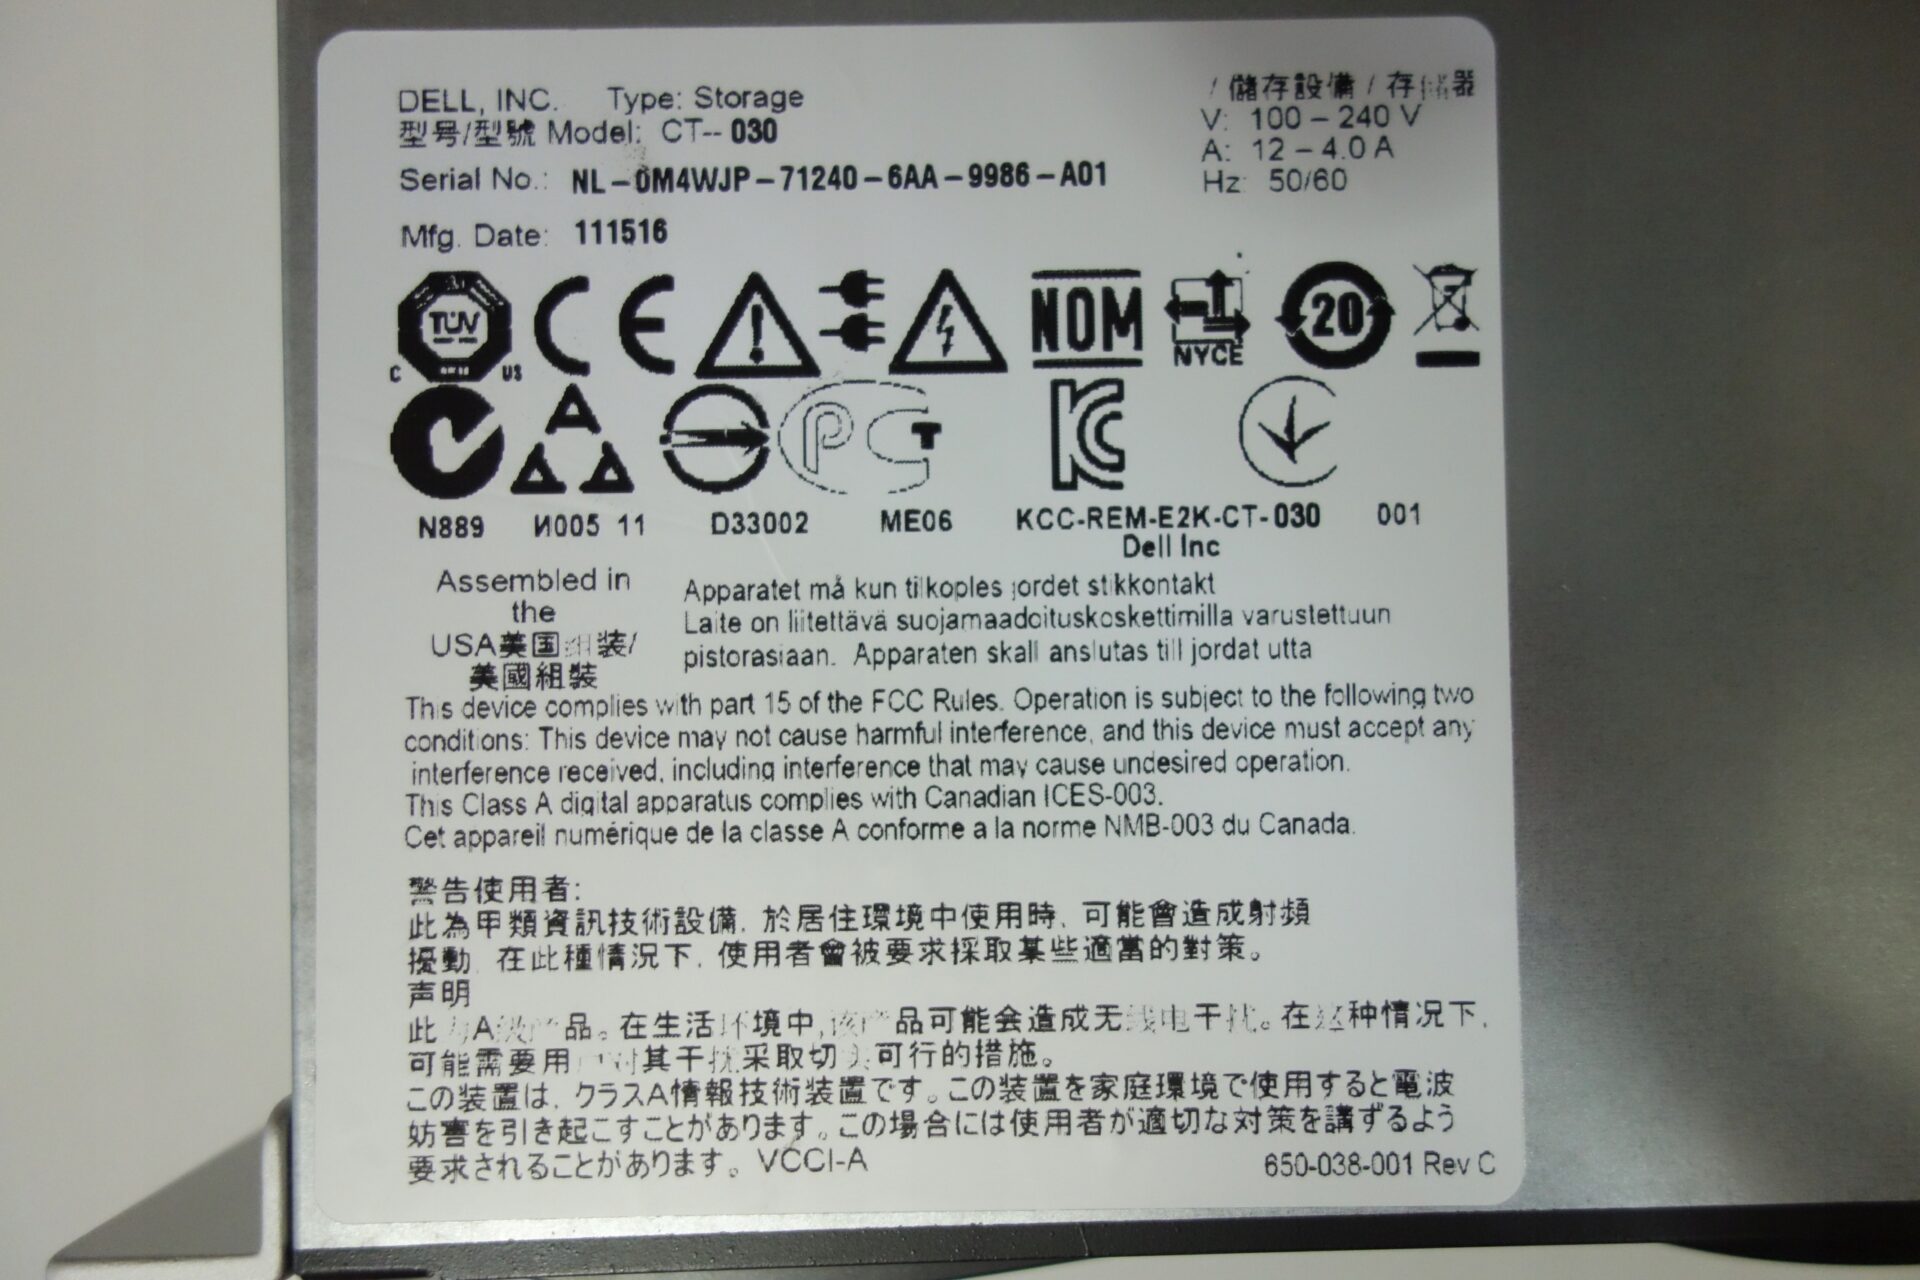 DELL, INC. Type: Storage
/ 儲存設備 / 存储器
型号/型號 Model: CT-- 030
V: 100 – 240 V
A: 12 – 4.0 A
Serial No.: NL – 0M4WJP – 71240 – 6AA – 9986 – A01
Hz: 50/60
Mfg. Date: 111516
TÜV
C US
CE
NOM
NYCE
20
A
PCT
KC
N889 И005 11 D33002 ME06 KCC-REM-E2K-CT-030 001
Dell Inc
Assembled in
the
USA美国组装/
美國組裝
Apparatet må kun tilkoples jordet stikkontakt
Laite on liitettävä suojamaadoituskoskettimilla varustettuun
pistorasiaan. Apparaten skall anslutas till jordat utta
This device complies with part 15 of the FCC Rules. Operation is subject to the following two
conditions: This device may not cause harmful interference, and this device must accept any
interference received, including interference that may cause undesired operation.
This Class A digital apparatus complies with Canadian ICES-003.
Cet appareil numérique de la classe A conforme a la norme NMB-003 du Canada.
警告使用者:
此為甲類資訊技術設備, 於居住環境中使用時, 可能會造成射頻
擾動, 在此種情況下, 使用者會被要求採取某些適當的對策。
声明
此为A级产品。在生活环境中,该产品可能会造成无线电干扰。在这种情况下,
可能需要用户对其干扰采取切实可行的措施。
この装置は, クラスA情報技術装置です。この装置を家庭環境で使用すると電波
妨害を引き起こすことがあります。この場合には使用者が適切な対策を講ずるよう
要求されることがあります。 VCCI-A
650-038-001 Rev C